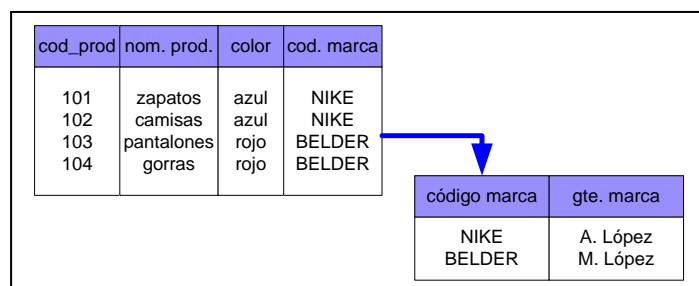 cod_prod nom. prod. color cod. marca
101 zapatos azul NIKE
102 camisas azul NIKE
103 pantalones rojo BELDER
104 gorras rojo BELDER
código marca gte. marca
NIKE A. López
BELDER M. López